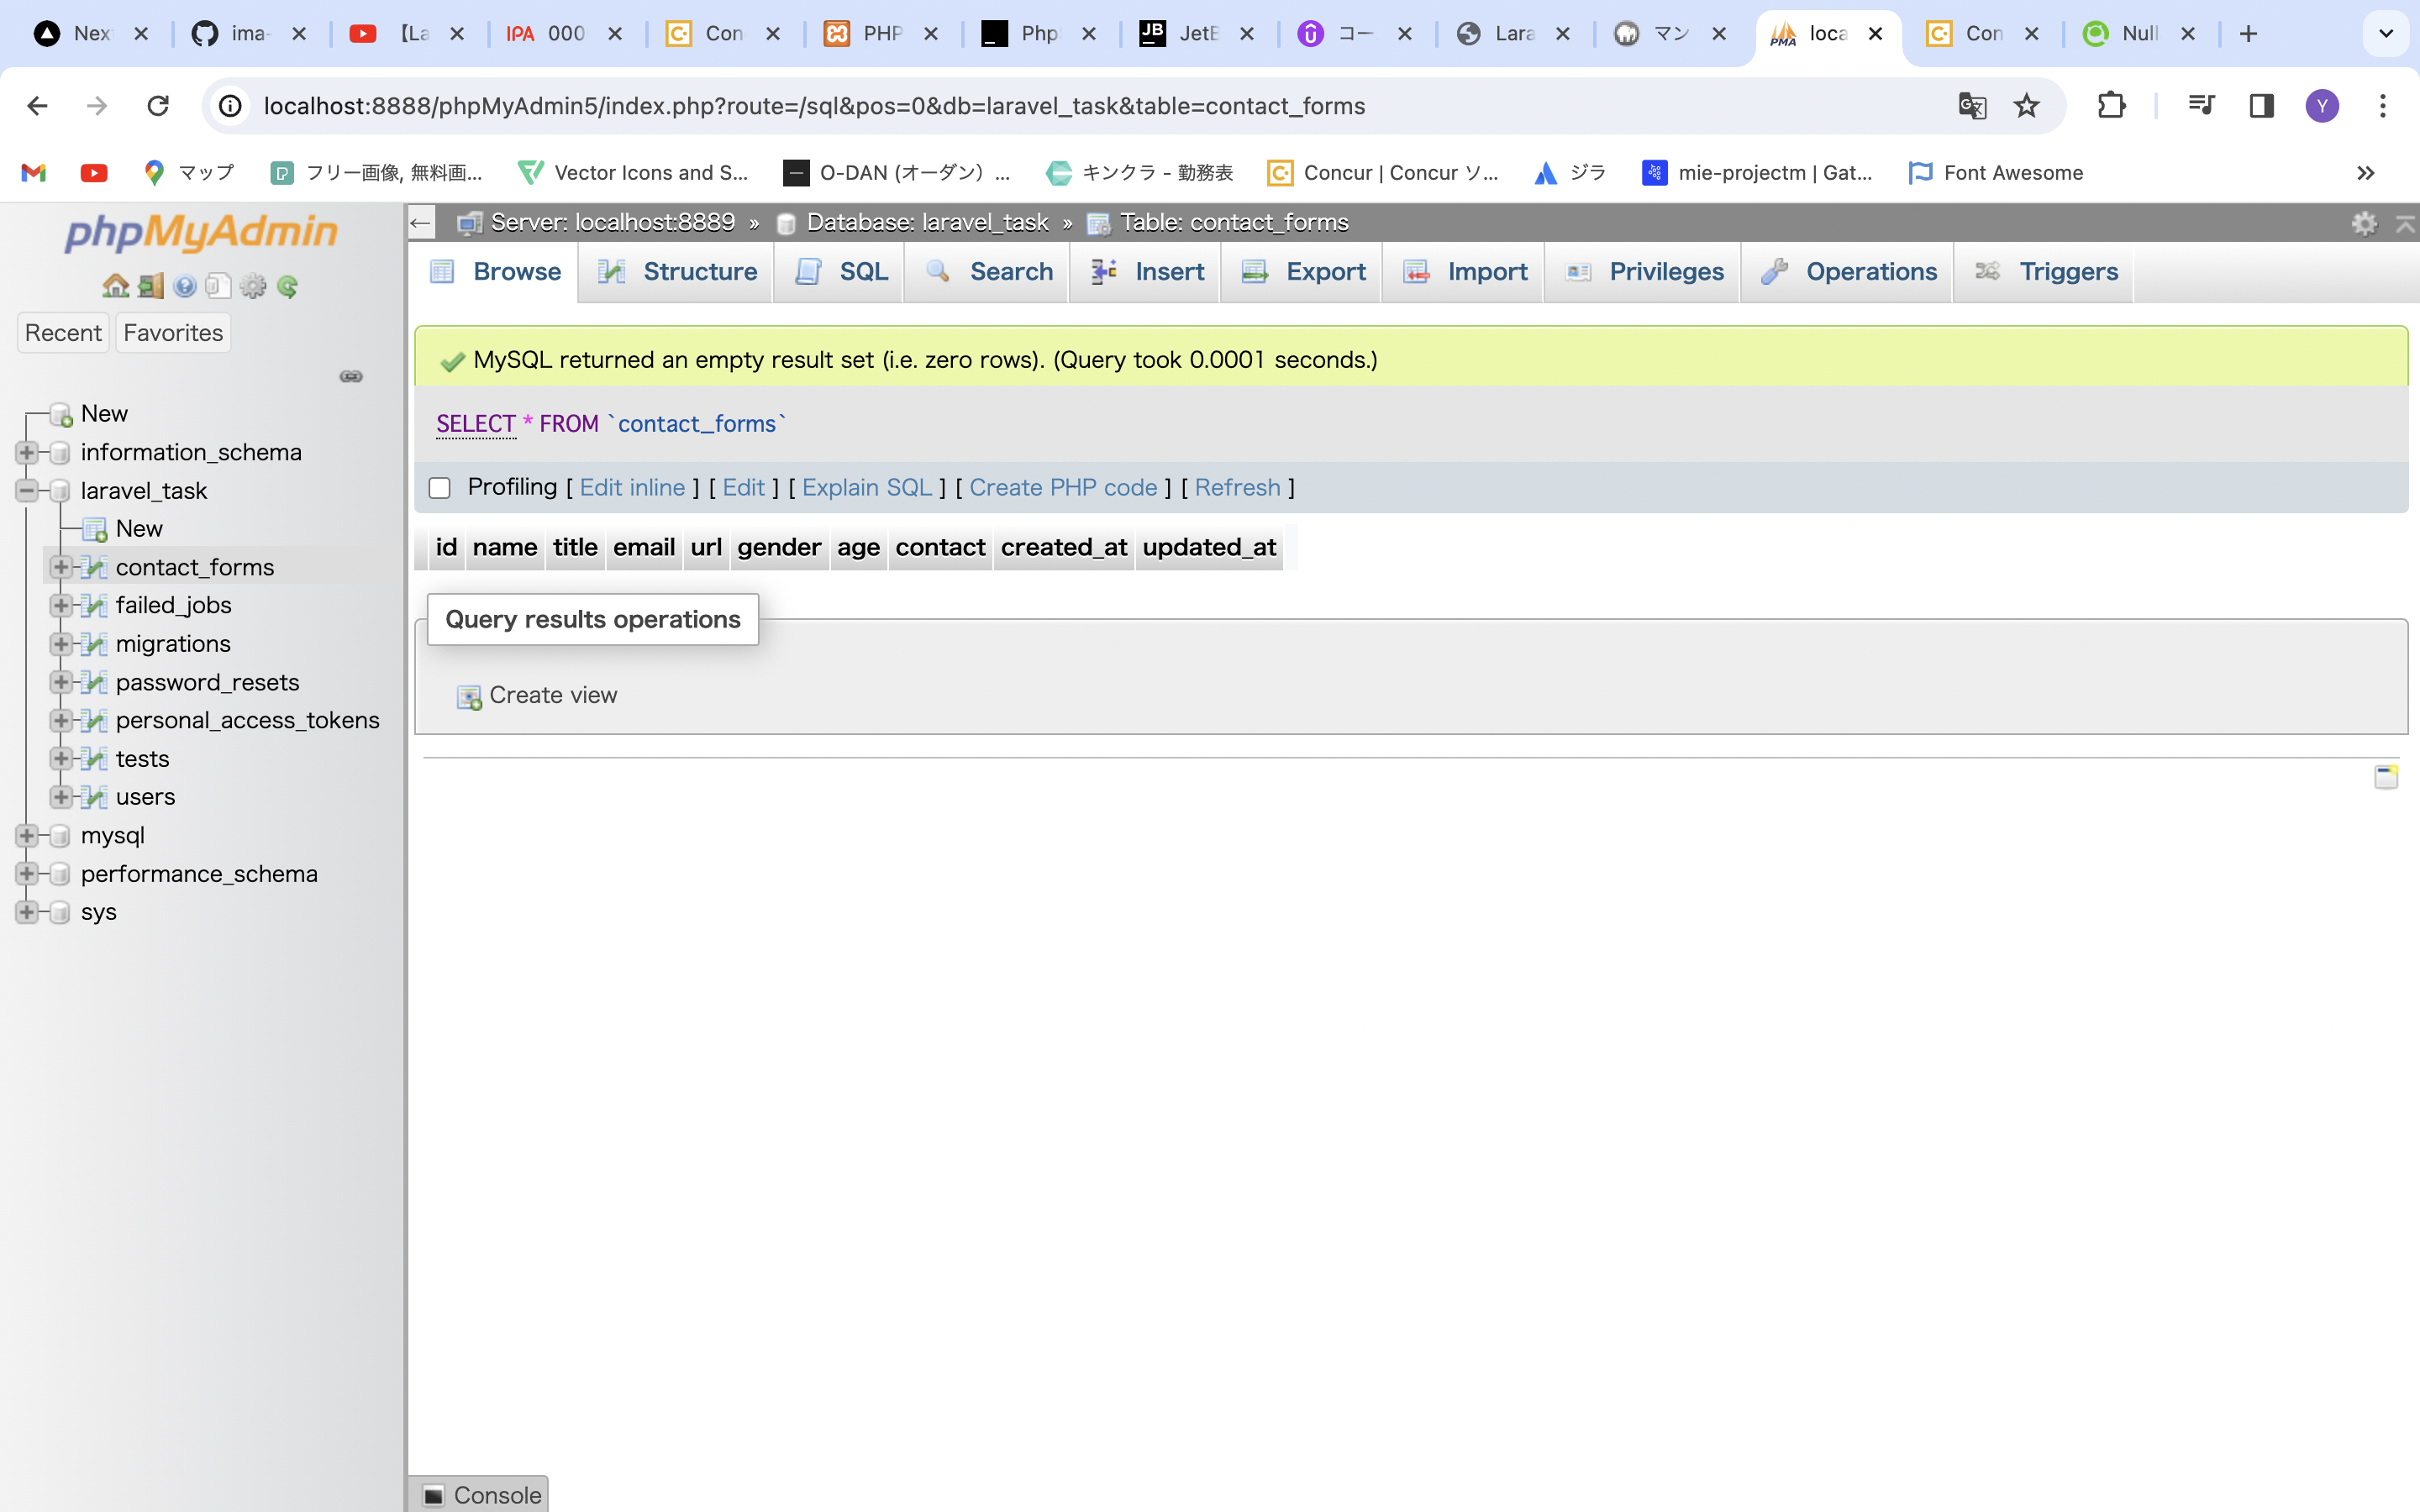 Nex
ima-
【La
IPA 000
Con
PHP
Php
JetB
コー
Lara
マン
loca
Con
Null
localhost:8888/phpMyAdmin5/index.php?route=/sql&pos=0&db=laravel_task&table=contact_forms
Y
マップ
フリー画像, 無料画...
Vector Icons and S...
O-DAN (オーダン）...
キンクラ - 勤務表
Concur | Concur ソ...
ジラ
mie-projectm | Gat...
Font Awesome
phpMyAdmin
Recent
Favorites
New
information_schema
laravel_task
New
contact_forms
failed_jobs
migrations
password_resets
personal_access_tokens
tests
users
mysql
performance_schema
sys
Server: localhost:8889 » Database: laravel_task » Table: contact_forms
Browse
Structure
SQL
Search
Insert
Export
Import
Privileges
Operations
Triggers
MySQL returned an empty result set (i.e. zero rows). (Query took 0.0001 seconds.)
SELECT * FROM `contact_forms`
Profiling [ Edit inline ] [ Edit ] [ Explain SQL ] [ Create PHP code ] [ Refresh ]
id name title email url gender age contact created_at updated_at
Query results operations
Create view
Console